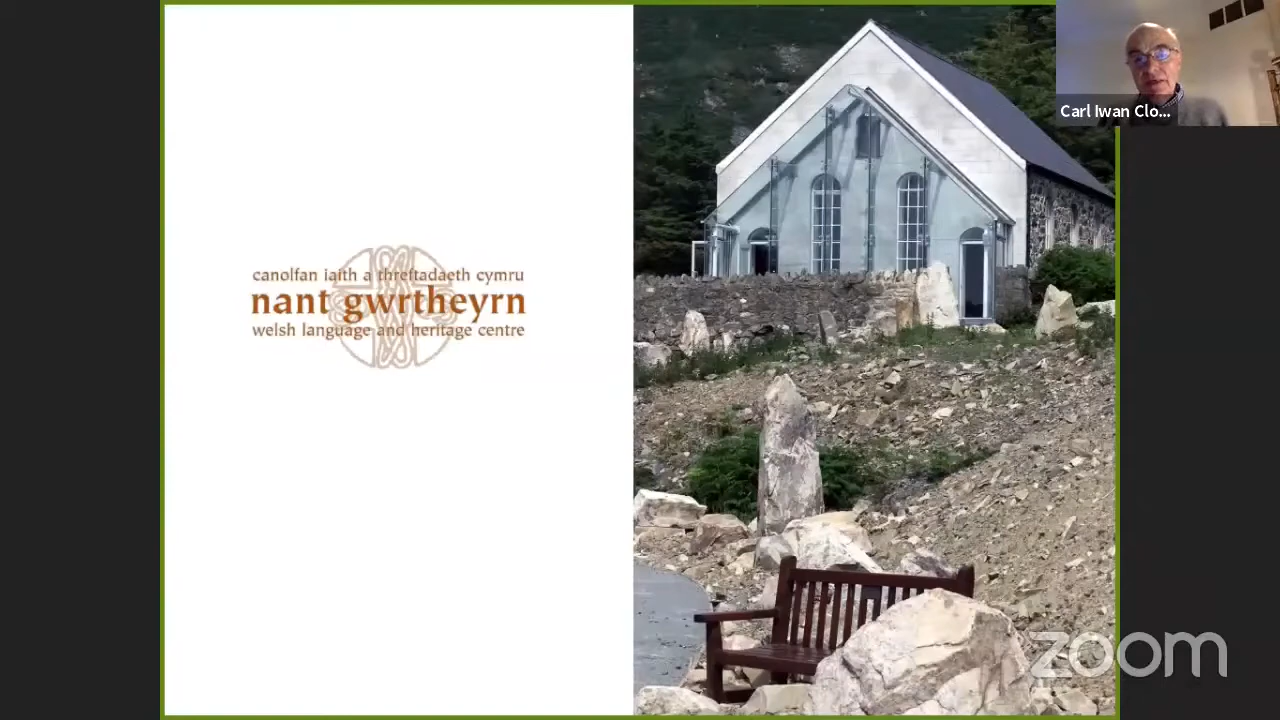 canolfan iaith a threftadaeth cymru
nant gwrtheyrn
welsh language and heritage centre
Carl Iwan Clo...
zoom